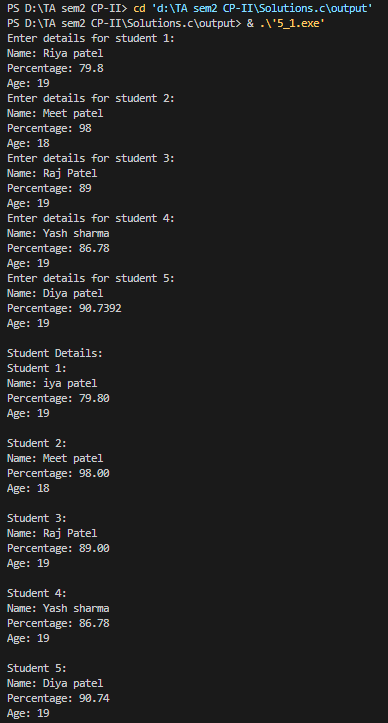 PS D:\TA sem2 CP-II> cd 'd:\TA sem2 CP-II\Solutions.c\output'
PS D:\TA sem2 CP-II\Solutions.c\output> & .\'5_1.exe'
Enter details for student 1:
Name: Riya patel
Percentage: 79.8
Age: 19
Enter details for student 2:
Name: Meet patel
Percentage: 98
Age: 18
Enter details for student 3:
Name: Raj Patel
Percentage: 89
Age: 19
Enter details for student 4:
Name: Yash sharma
Percentage: 86.78
Age: 19
Enter details for student 5:
Name: Diya patel
Percentage: 90.7392
Age: 19

Student Details:
Student 1:
Name: iya patel
Percentage: 79.80
Age: 19

Student 2:
Name: Meet patel
Percentage: 98.00
Age: 18

Student 3:
Name: Raj Patel
Percentage: 89.00
Age: 19

Student 4:
Name: Yash sharma
Percentage: 86.78
Age: 19

Student 5:
Name: Diya patel
Percentage: 90.74
Age: 19